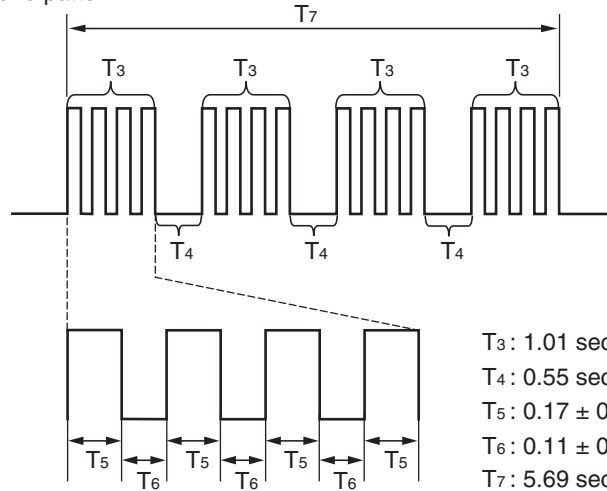 T7
T3 T3 T3 T3
T4 T4 T4
T3 : 1.01 sec
T4 : 0.55 sec
T5 : 0.17 ± 0
T6 : 0.11 ± 0
T7 : 5.69 sec
T5 T5 T5 T5
T6 T6 T6